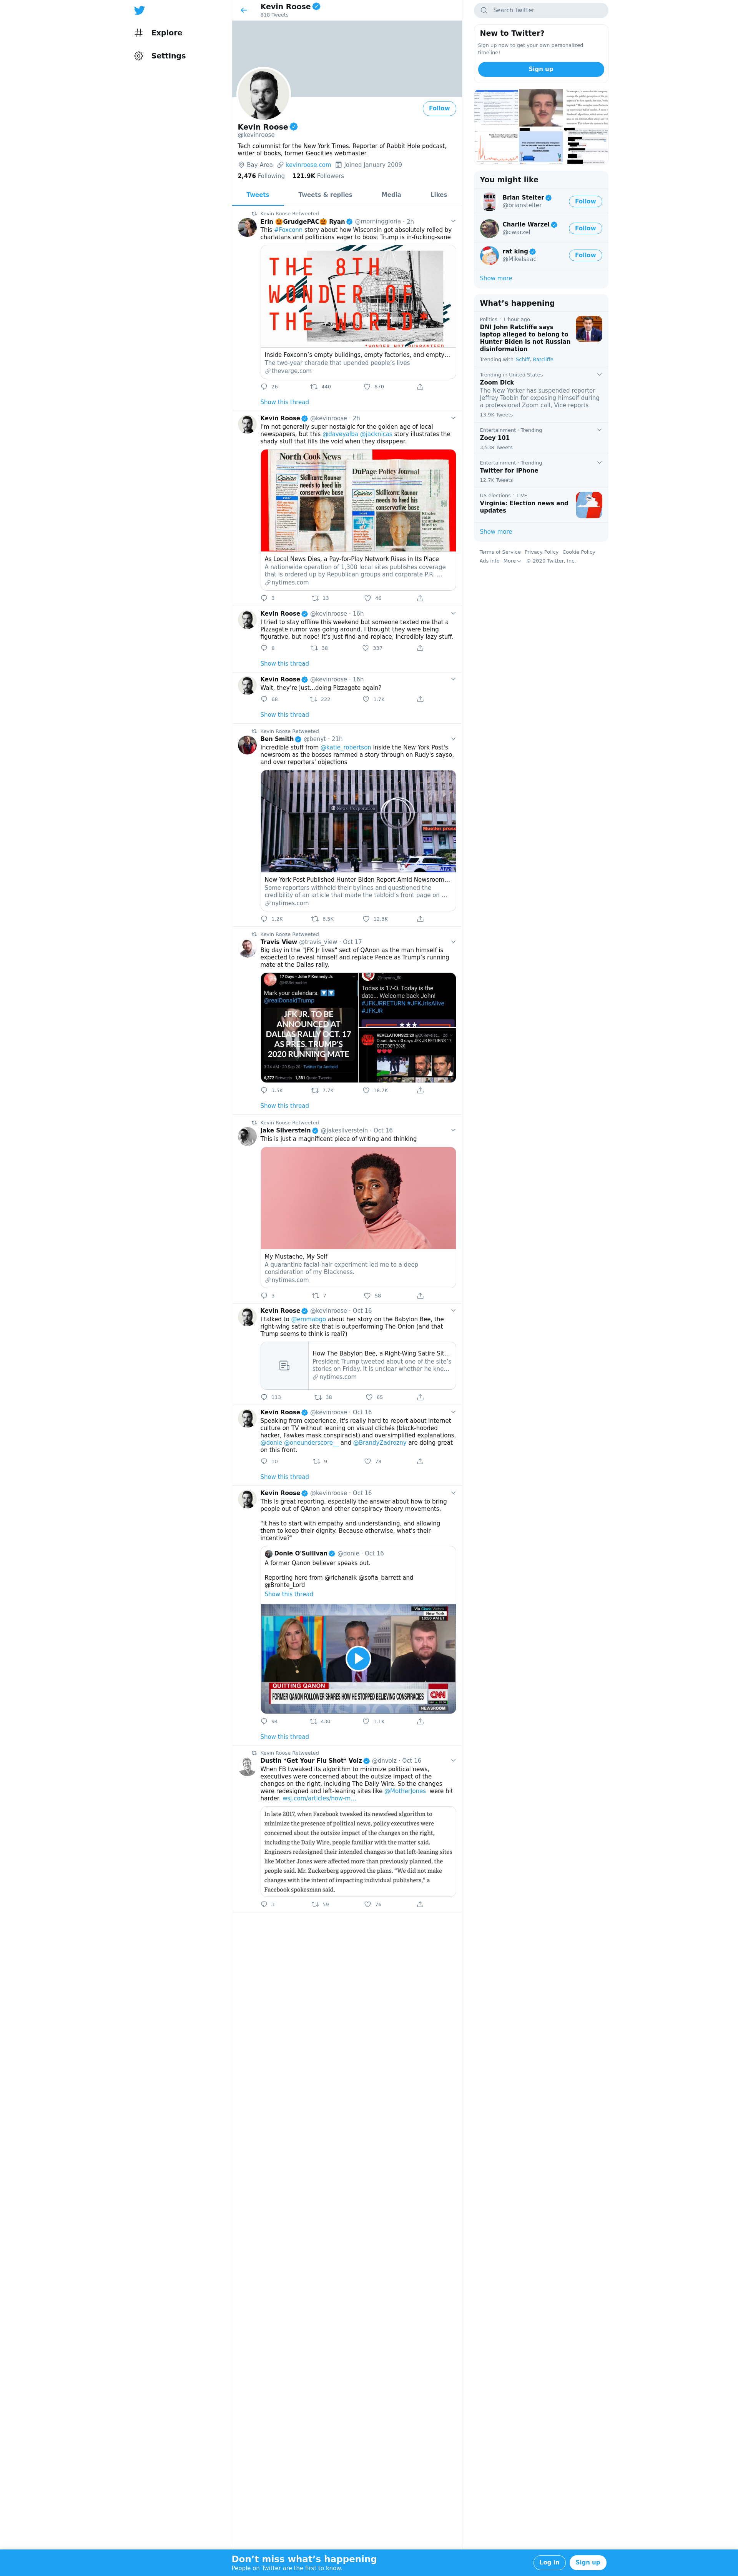 Explore
Settings
Kevin Roose
818 Tweets
Follow
Kevin Roose
@kevinroose
Tech columnist for the New York Times. Reporter of Rabbit Hole podcast,
writer of books, former Geocities webmaster.
Bay Area kevinroose.com Joined January 2009
2,476 Following 121.9K Followers
Tweets Tweets & replies Media Likes
Kevin Roose Retweeted
Erin 🎃GrudgePAC🎃 Ryan @morninggloria · 2h
This #Foxconn story about how Wisconsin got absolutely rolled by
charlatans and politicians eager to boost Trump is in-fucking-sane
THE 8TH
WONDER OF
THE WORLD*
*WONDER NOT GUARANTEED
Inside Foxconn's empty buildings, empty factories, and empty...
The two-year charade that upended people's lives
theverge.com
26 440 870
Show this thread
Kevin Roose @kevinroose · 2h
I'm not generally super nostalgic for the golden age of local
newspapers, but this @daveyalba @jacknicas story illustrates the
shady stuff that fills the void when they disappear.
North Cook News
DuPage Policy Journal
Opinion
Skillicorn: Rauner
needs to heed his
conservative base
Opinion
Skillicorn: Rauner
needs to heed his
conservative base
As Local News Dies, a Pay-for-Play Network Rises in Its Place
A nationwide operation of 1,300 local sites publishes coverage
that is ordered up by Republican groups and corporate P.R. ...
nytimes.com
3 13 48
Kevin Roose @kevinroose · 16h
I tried to stay offline this weekend but someone texted me that a
Pizzagate rumor was going around. I thought they were being
figurative, but nope! It's just find-and-replace, incredibly lazy stuff.
8 38 337
Show this thread
Kevin Roose @kevinroose · 16h
Wait, they're just...doing Pizzagate again?
68 222 1.7K
Show this thread
Kevin Roose Retweeted
Ben Smith @benyt · 21h
Incredible stuff from @katie_robertson inside the New York Post's
newsroom as the bosses rammed a story through on Rudy's sayso,
and over reporters' objections
New York Post Published Hunter Biden Report Amid Newsroom...
Some reporters withheld their bylines and questioned the
credibility of an article that made the tabloid's front page on ...
nytimes.com
1.2K 6.5K 12.3K
Kevin Roose Retweeted
Travis View @travis_view · Oct 17
Big day in the "JFK Jr lives" sect of QAnon as the man himself is
expected to reveal himself and replace Pence as Trump's running
mate at the Dallas rally.
17 Days - John F Kennedy Jr.
Mark your calendars.
@realDonaldTrump
JFK JR. TO BE
ANNOUNCED AT
DALLAS RALLY OCT. 17
AS PRES. TRUMP'S
2020 RUNNING MATE
Twitter for Android
6,373 Retweets 1,381 Quote Tweets
Todas is 17-0. Today is the
date... Welcome back John!
#JFKJRRETURN #JFKJrIsAlive
#JFKJR
Count down -3 days JFK JR RETURNS 17
OCTOBER 2020
3.5K 7.7K 18.7K
Show this thread
Kevin Roose Retweeted
Jake Silverstein @jakesilverstein · Oct 16
This is just a magnificent piece of writing and thinking
My Mustache, My Self
A quarantine facial-hair experiment led me to a deep
consideration of my Blackness.
nytimes.com
3 7 58
Kevin Roose @kevinroose · Oct 16
I talked to @emmabgo about her story on the Babylon Bee, the
right-wing satire site that is outperforming The Onion (and that
Trump seems to think is real?)
How The Babylon Bee, a Right-Wing Satire Sit...
President Trump tweeted about one of the site's
stories on Friday. It is unclear whether he kne...
nytimes.com
113 38 65
Kevin Roose @kevinroose · Oct 16
Speaking from experience, it's really hard to report about internet
culture on TV without leaning on visual clichés (black-hooded
hacker, Fawkes mask conspiracist) and oversimplified explanations.
@donie @oneunderscore__ and @BrandyZadrozny are doing great
on this front.
10 9 78
Show this thread
Kevin Roose @kevinroose · Oct 16
This is great reporting, especially the answer about how to bring
people out of QAnon and other conspiracy theory movements.
"It has to start with empathy and understanding, and allowing
them to keep their dignity. Because otherwise, what's their
incentive?"
Donie O'Sullivan @donie · Oct 16
A former Qanon believer speaks out.
Reporting here from @richanaik @sofia_barrett and
@Bronte_Lord
Show this thread
New York
QUITTING QANON
FORMER QANON FOLLOWER SHARES HOW HE STOPPED BELIEVING CONSPIRACIES
CNN
NEWSROOM
94 430 1.1K
Show this thread
Kevin Roose Retweeted
Dustin *Get Your Flu Shot* Volz @dnvolz · Oct 16
When FB tweaked its algorithm to minimize political news,
executives were concerned about the outsize impact of the
changes on the right, including The Daily Wire. So the changes
were redesigned and left-leaning sites like @MotherJones were hit
harder. wsj.com/articles/how-m...
In late 2017, when Facebook tweaked its newsfeed algorithm to
minimize the presence of political news, policy executives were
concerned about the outsize impact of the changes on the right,
including the Daily Wire, people familiar with the matter said.
Engineers redesigned their intended changes so that left-leaning sites
like Mother Jones were affected more than previously planned, the
people said. Mr. Zuckerberg approved the plans. "We did not make
changes with the intent of impacting individual publishers," a
Facebook spokesman said.
3 59 76
Search Twitter
New to Twitter?
Sign up now to get your own personalized
timeline!
Sign up
You might like
Brian Stelter
@brianstelter
Follow
Charlie Warzel
@cwarzel
Follow
rat king
@MikeIsaac
Follow
Show more
What's happening
Politics · 1 hour ago
DNI John Ratcliffe says
laptop alleged to belong to
Hunter Biden is not Russian
disinformation
Trending with Schiff, Ratcliffe
Trending in United States
Zoom Dick
The New Yorker has suspended reporter
Jeffrey Toobin for exposing himself during
a professional Zoom call, Vice reports
13.9K Tweets
Entertainment · Trending
Zoey 101
3,538 Tweets
Entertainment · Trending
Twitter for iPhone
12.7K Tweets
US elections · LIVE
Virginia: Election news and
updates
Show more
Terms of Service Privacy Policy Cookie Policy
Ads info More © 2020 Twitter, Inc.
Don't miss what's happening
People on Twitter are the first to know.
Log in
Sign up